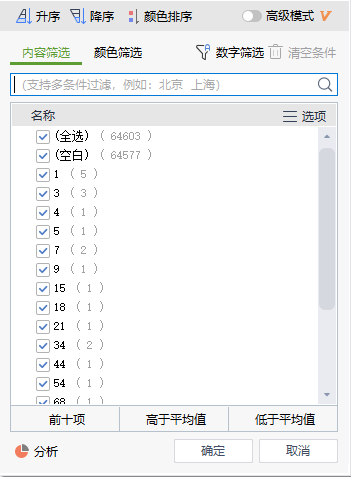 升序 降序 颜色排序 高级模式
内容筛选 颜色筛选 数字筛选 清空条件
(支持多条件过滤，例如：北京 上海)
名称 选项
(全选) ( 64603 )
(空白) ( 64577 )
1 ( 5 )
3 ( 3 )
4 ( 1 )
5 ( 1 )
7 ( 2 )
9 ( 1 )
15 ( 1 )
18 ( 1 )
21 ( 1 )
34 ( 2 )
44 ( 1 )
54 ( 1 )
68 ( 1 )
前十项 高于平均值 低于平均值
分析 确定 取消